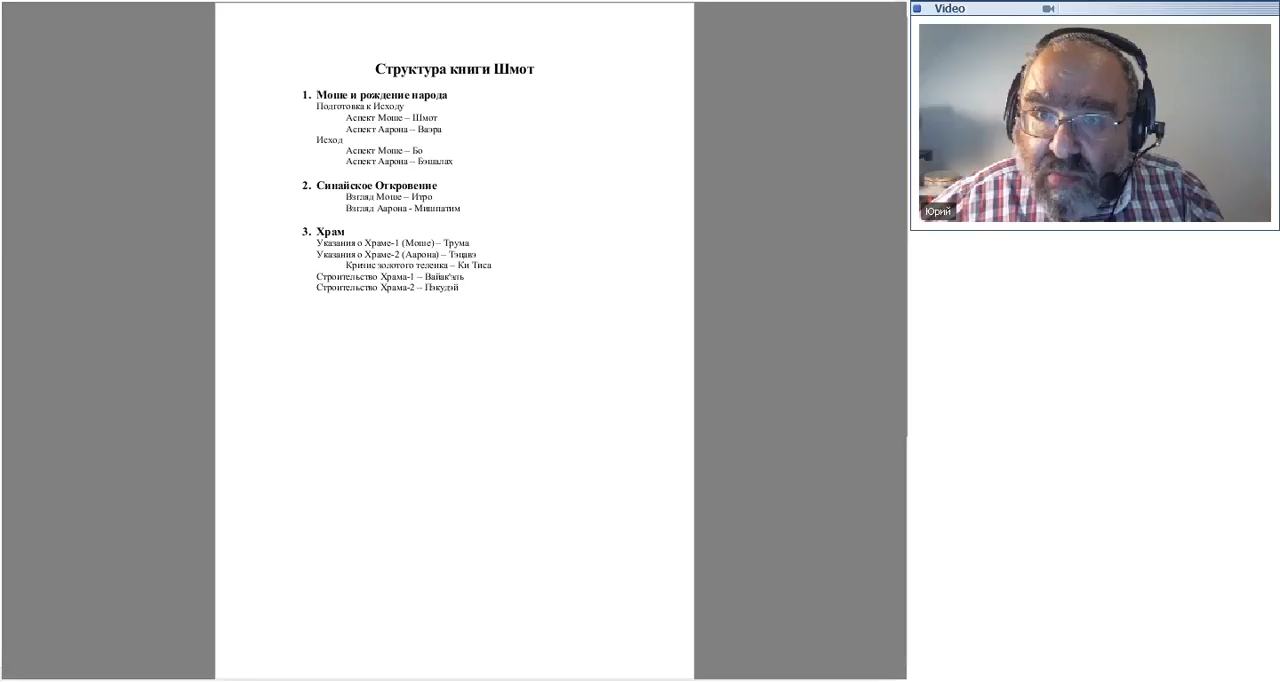 Структура книги Шмот
1. Моше и рождение народа
Подготовка к Исходу
Аспект Моше – Шмот
Аспект Аарона – Ваэра
Исход
Аспект Моше – Бо
Аспект Аарона – Бэшалах
2. Синайское Откровение
Взгляд Моше – Итро
Взгляд Аарона - Мишпатим
3. Храм
Указания о Храме-1 (Моше) – Трума
Указания о Храме-2 (Аарона) – Тэцавэ
Кризис золотого теленка – Ки Тиса
Строительство Храма-1 – Вайак'эль
Строительство Храма-2 – Пэкудэй
Video
Юрий